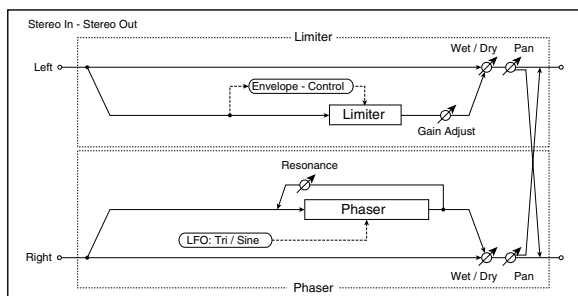 Stereo In - Stereo Out
Limiter
Wet / Dry
Pan
Left
Envelope - Control
Limiter
Gain Adjust
Resonance
Phaser
LFO: Tri / Sine
Right
Wet / Dry
Pan
Phaser